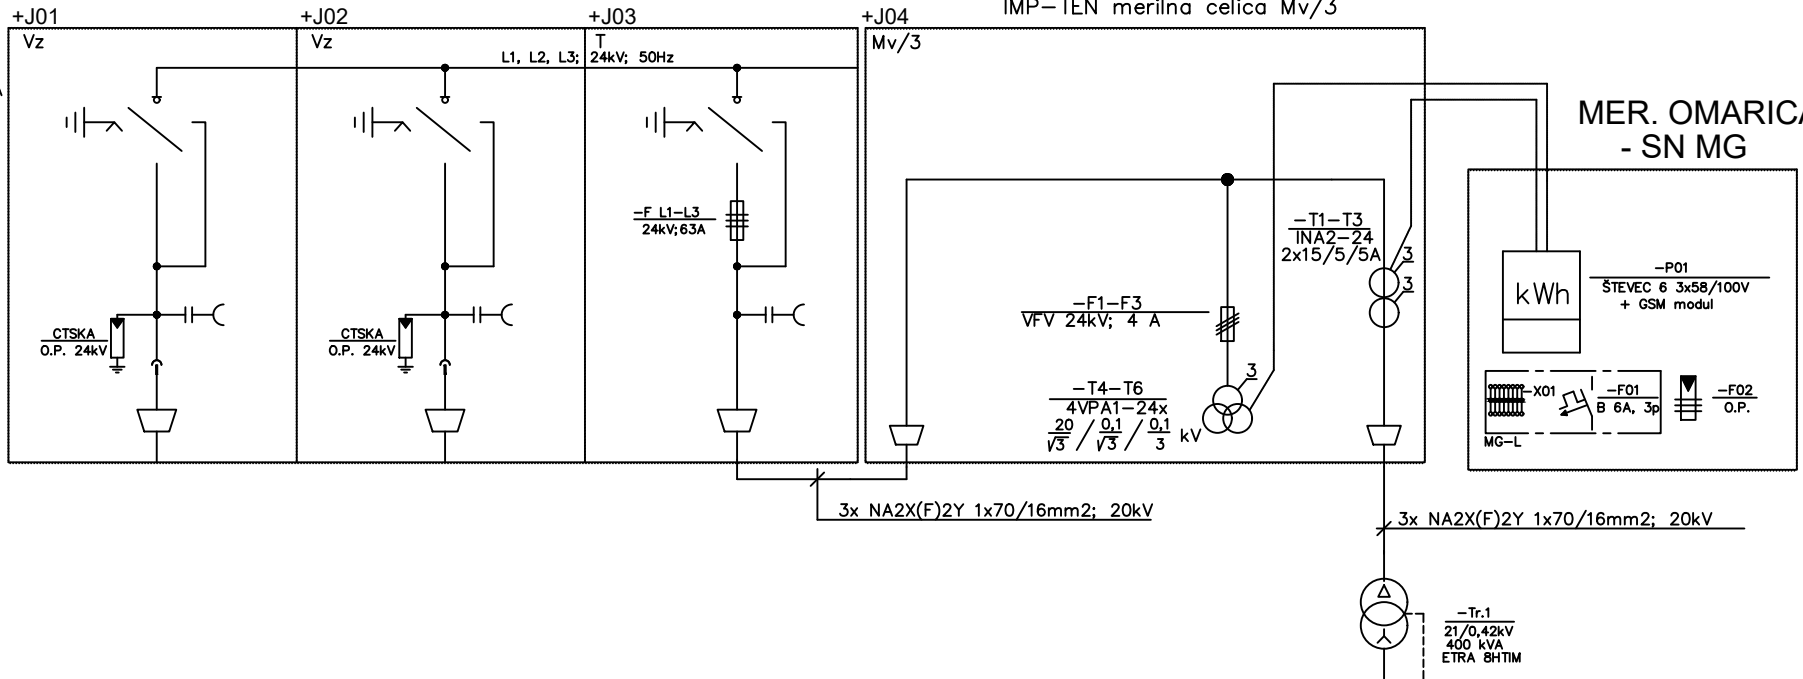 +J01
+J02
+J03
+J04
IMP-TEN merilna celica Mv/3
Vz
Vz
T
Mv/3
L1, L2, L3; 24kV; 50Hz
MER. OMARICA
- SN MG
-F L1-L3
24kV;63A
-T1-T3
INA2-24
2x15/5/5A
3
3
-F1-F3
VFV 24kV; 4 A
kWh
-P01
ŠTEVEC 6 3x58/100V
+ GSM modul
CTSKA
O.P. 24kV
CTSKA
O.P. 24kV
3
-T4-T6
4VPA1-24x
20/√3 / 0,1/√3 / 0,1/3 kV
-X01
-F01
B 6A, 3p
-F02
O.P.
MG-L
3x NA2X(F)2Y 1x70/16mm2; 20kV
3x NA2X(F)2Y 1x70/16mm2; 20kV
-Tr.1
21/0,42kV
400 kVA
ETRA 8HTIM